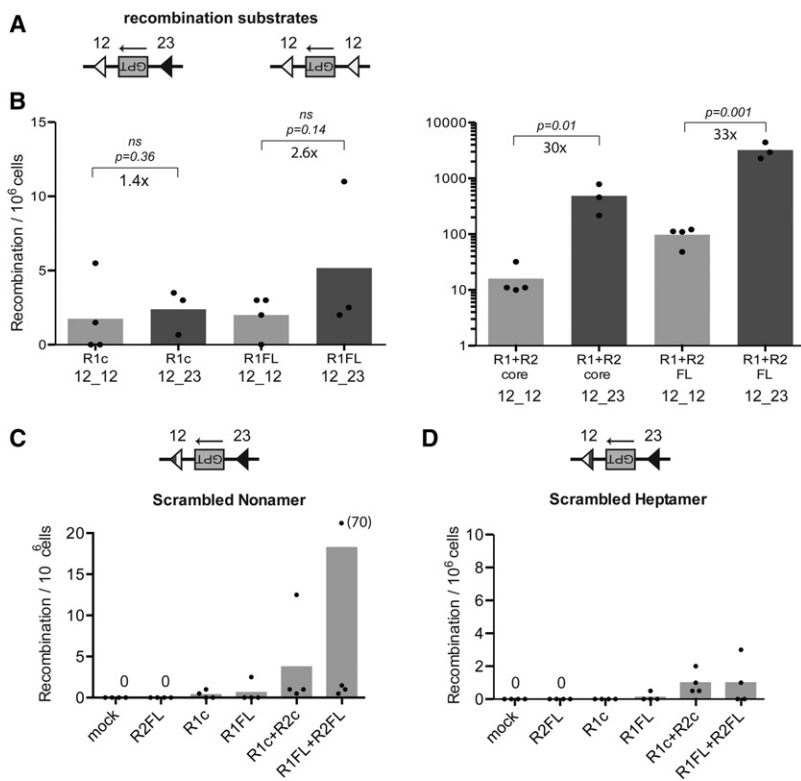 A
recombination substrates
12 23 12 12
GPT GPT
B
Recombination / 10⁶ cells
15
10
5
0
ns
p=0.36
1.4x
ns
p=0.14
2.6x
R1c R1c R1FL R1FL
12_12 12_23 12_12 12_23
10000
1000
100
10
1
p=0.01
30x
p=0.001
33x
R1+R2 R1+R2 R1+R2 R1+R2
core core FL FL
12_12 12_23 12_12 12_23
C
12 23
GPT
Scrambled Nonamer
Recombination / 10 6 cells
20
15
10
5
0
0 0 (70)
mock R2FL R1c R1FL R1c+R2c R1FL+R2FL
D
12 23
GPT
Scrambled Heptamer
Recombination / 10⁶ cells
10
8
6
4
2
0
0 0
mock R2FL R1c R1FL R1c+R2c R1FL+R2FL